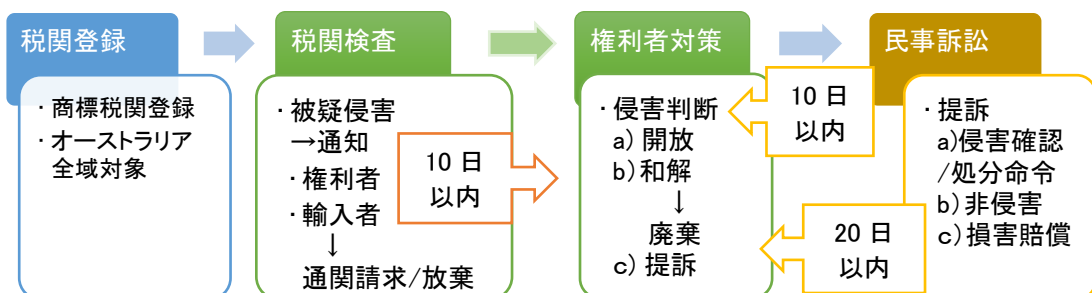 税関登録
・商標税関登録
・オーストラリア
全域対象
税関検査
・被疑侵害
→通知
・権利者
・輸入者
↓
通関請求/放棄
10 日
以内
権利者対策
・侵害判断
a) 開放
b) 和解
↓
廃棄
c) 提訴
10 日
以内
20 日
以内
民事訴訟
・提訴
a)侵害確認
/処分命令
b)非侵害
c)損害賠償